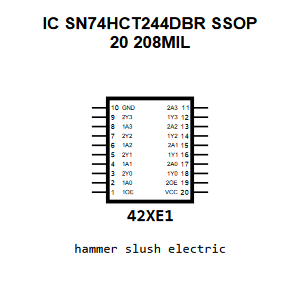 IC SN74HCT244DBR SSOP
20 208MIL
10 GND 2A3 11
9 2Y3 1Y3 12
8 1A3 2A2 13
7 2Y2 1Y2 14
6 1A2 2A1 15
5 2Y1 1Y1 16
4 1A1 2A0 17
3 2Y0 1Y0 18
2 1A0 2OE 19
1 1OE VCC 20
42XE1
hammer slush electric